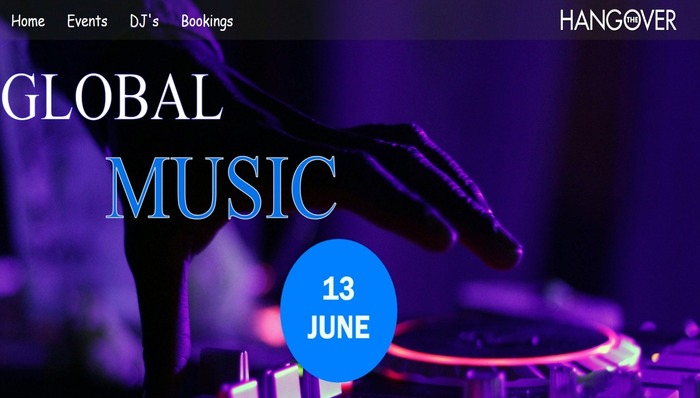 Home Events DJ's Bookings
THE HANGOVER
GLOBAL
MUSIC
13
JUNE